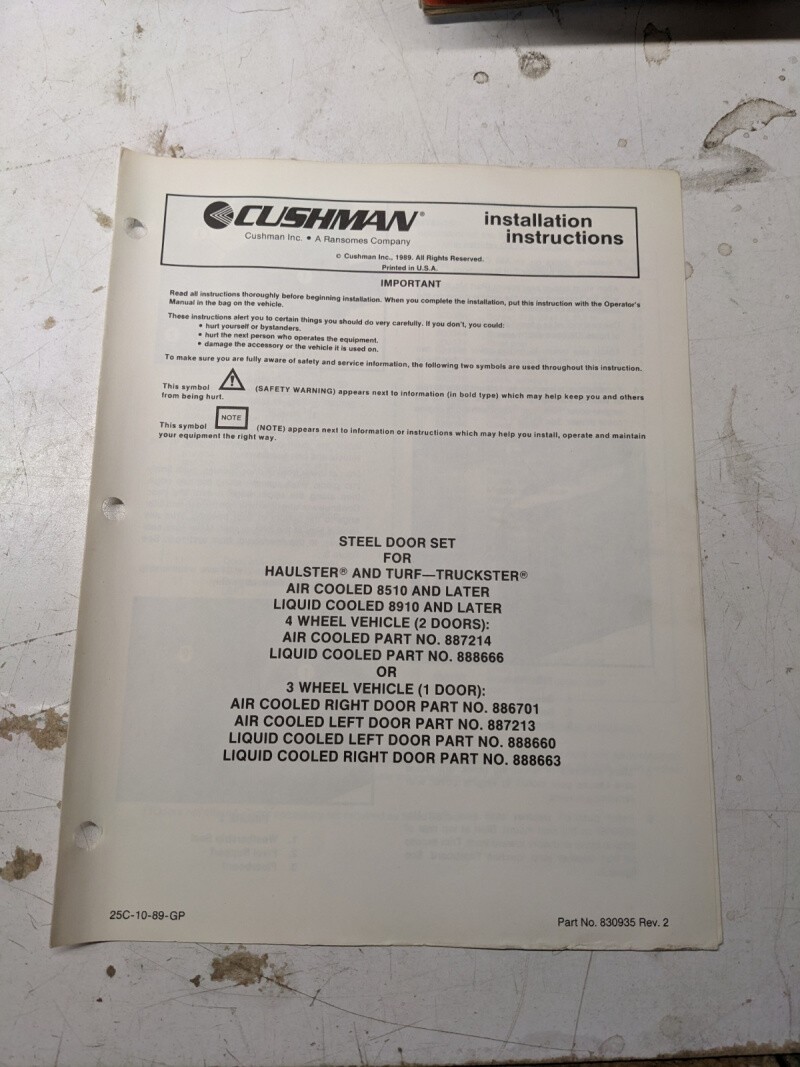 CUSHMAN®
installation
instructions
Cushman Inc. • A Ransomes Company
© Cushman Inc., 1989. All Rights Reserved.
Printed in U.S.A.
IMPORTANT
Read all instructions thoroughly before beginning installation. When you complete the installation, put this instruction with the Operator's
Manual in the bag on the vehicle.
These instructions alert you to certain things you should do very carefully. If you don't, you could:
• hurt yourself or bystanders.
• hurt the next person who operates the equipment.
• damage the accessory or the vehicle it is used on.
To make sure you are fully aware of safety and service information, the following two symbols are used throughout this instruction.
This symbol ! (SAFETY WARNING) appears next to information (in bold type) which may help keep you and others
from being hurt.
This symbol NOTE (NOTE) appears next to information or instructions which may help you install, operate and maintain
your equipment the right way.
STEEL DOOR SET
FOR
HAULSTER® AND TURF—TRUCKSTER®
AIR COOLED 8510 AND LATER
LIQUID COOLED 8910 AND LATER
4 WHEEL VEHICLE (2 DOORS):
AIR COOLED PART NO. 887214
LIQUID COOLED PART NO. 888666
OR
3 WHEEL VEHICLE (1 DOOR):
AIR COOLED RIGHT DOOR PART NO. 886701
AIR COOLED LEFT DOOR PART NO. 887213
LIQUID COOLED LEFT DOOR PART NO. 888660
LIQUID COOLED RIGHT DOOR PART NO. 888663
25C-10-89-GP
Part No. 830935 Rev. 2